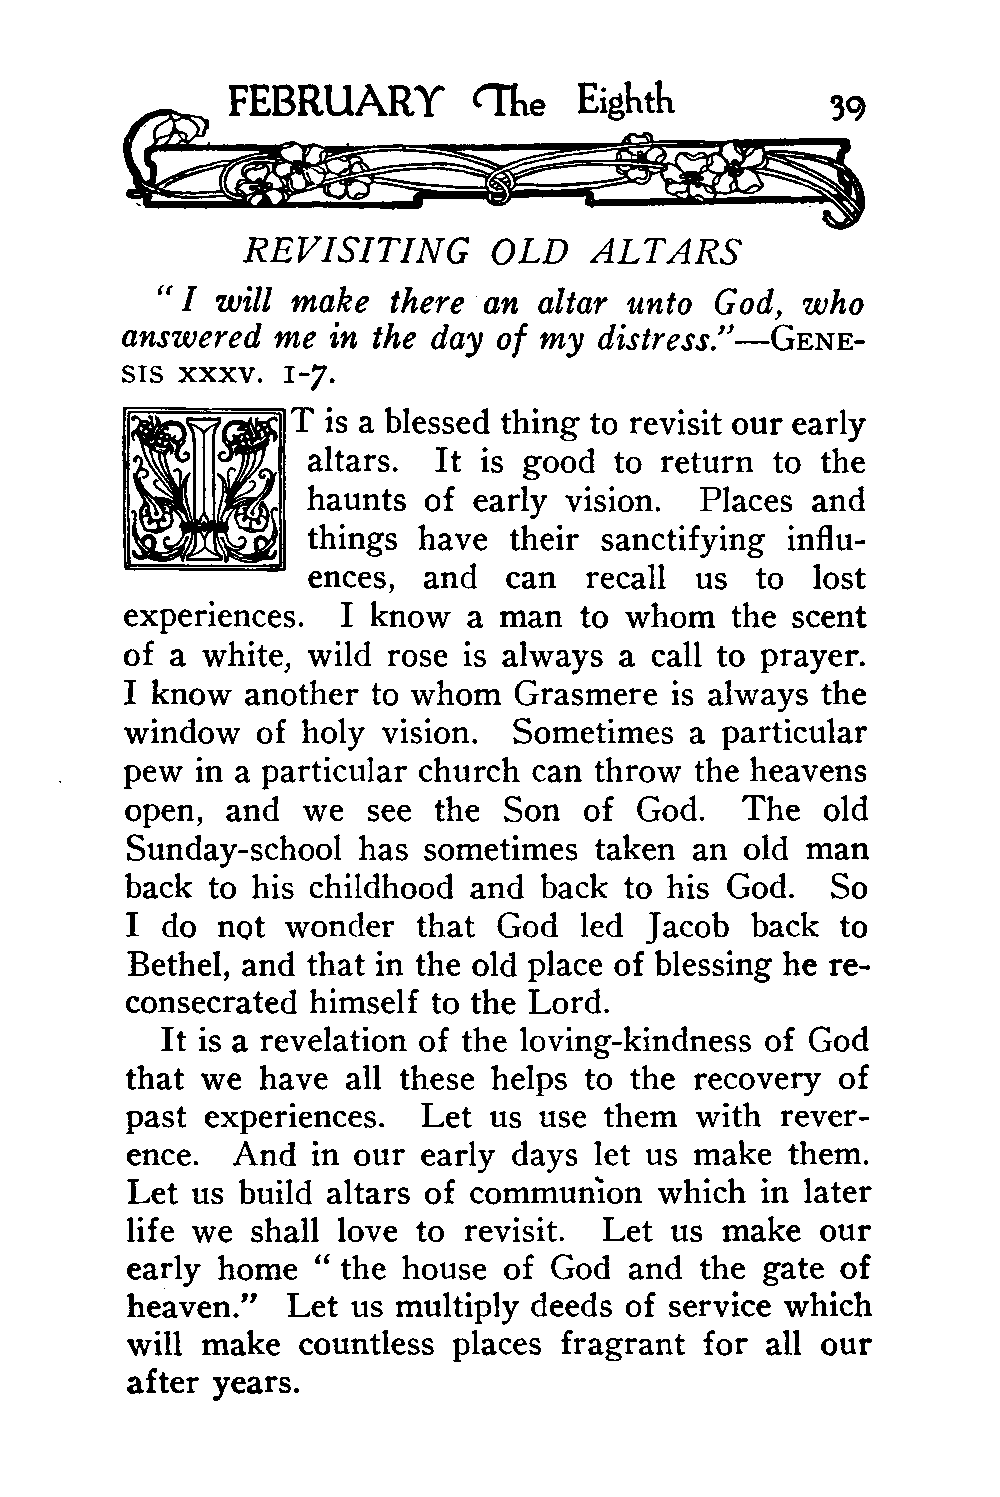 FEBRUARY The Eighth 39
REVISITING OLD ALTARS
“ I will make there an altar unto God, who
answered me in the day of my distress.”—GENE-
SIS XXXV. 1-7.
IT is a blessed thing to revisit our early
altars. It is good to return to the
haunts of early vision. Places and
things have their sanctifying influ-
ences, and can recall us to lost
experiences. I know a man to whom the scent
of a white, wild rose is always a call to prayer.
I know another to whom Grasmere is always the
window of holy vision. Sometimes a particular
pew in a particular church can throw the heavens
open, and we see the Son of God. The old
Sunday-school has sometimes taken an old man
back to his childhood and back to his God. So
I do not wonder that God led Jacob back to
Bethel, and that in the old place of blessing he re-
consecrated himself to the Lord.
It is a revelation of the loving-kindness of God
that we have all these helps to the recovery of
past experiences. Let us use them with rever-
ence. And in our early days let us make them.
Let us build altars of communion which in later
life we shall love to revisit. Let us make our
early home “ the house of God and the gate of
heaven.” Let us multiply deeds of service which
will make countless places fragrant for all our
after years.